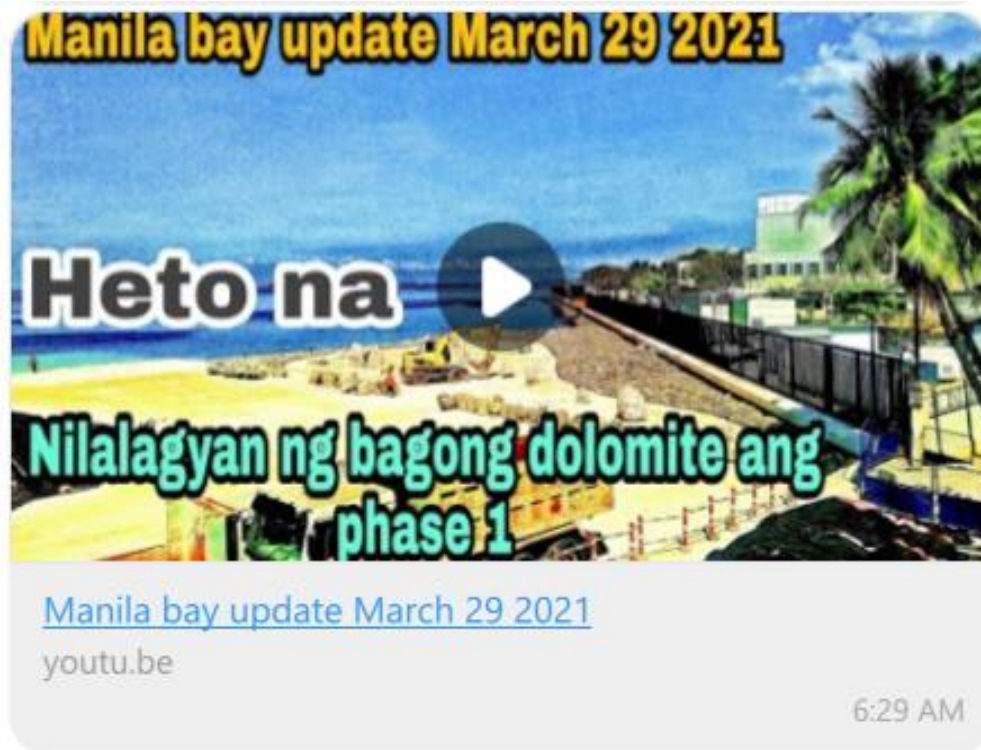 Manila bay update March 29 2021
Heto na
Nilalagyan ng bagong dolomite ang
phase 1
Manila bay update March 29 2021
youtu.be
6:29 AM